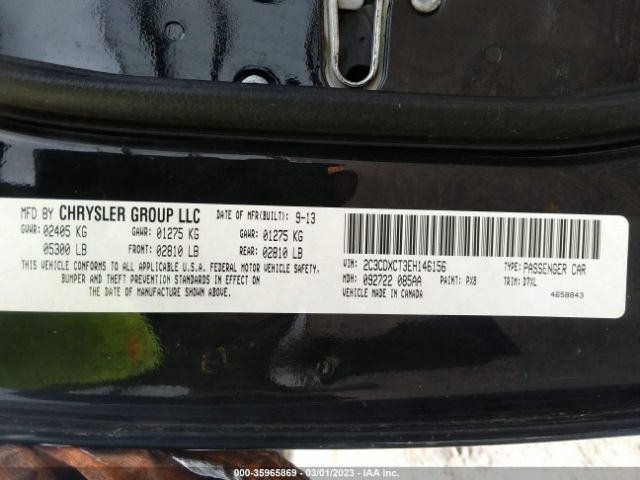 MFD BY CHRYSLER GROUP LLC DATE OF MFR(BUILT): 9-13
GVWR: 02405 KG GAWR: 01275 KG GAWR: 01275 KG
05300 LB FRONT: 02810 LB REAR: 02810 LB
THIS VEHICLE CONFORMS TO ALL APPLICABLE U.S.A. FEDERAL MOTOR VEHICLE SAFETY,
BUMPER AND THEFT PREVENTION STANDARDS IN EFFECT ON
THE DATE OF MANUFACTURE SHOWN ABOVE.
VIN: 2C3CDXCT3EH146156 TYPE: PASSENGER CAR
MDH: 092722 085AA PAINT: PX8 TRIM: D7XL
VEHICLE MADE IN CANADA 4658843
000-35965869 - 03/01/2023 - IAA Inc.